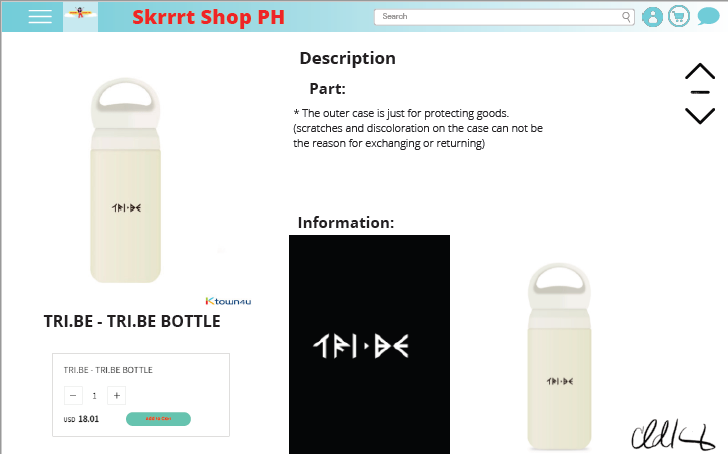 Skrrrt Shop PH
Search
Description
Part:
* The outer case is just for protecting goods.
(scratches and discoloration on the case can not be
the reason for exchanging or returning)
TRI·BE
Ktown4u
TRI.BE - TRI.BE BOTTLE
TRI.BE - TRI.BE BOTTLE
− 1 +
USD 18.01
Add to Cart
Information:
TRI·BE
TRI·BE